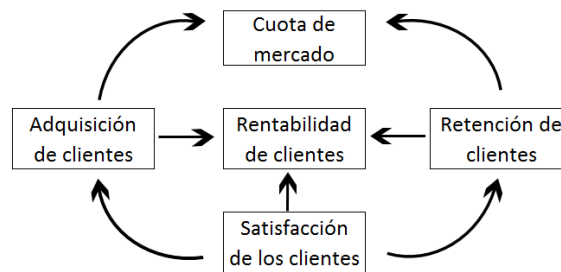 Cuota de
mercado
Adquisición
de clientes
Rentabilidad
de clientes
Retención de
clientes
Satisfacción
de los clientes